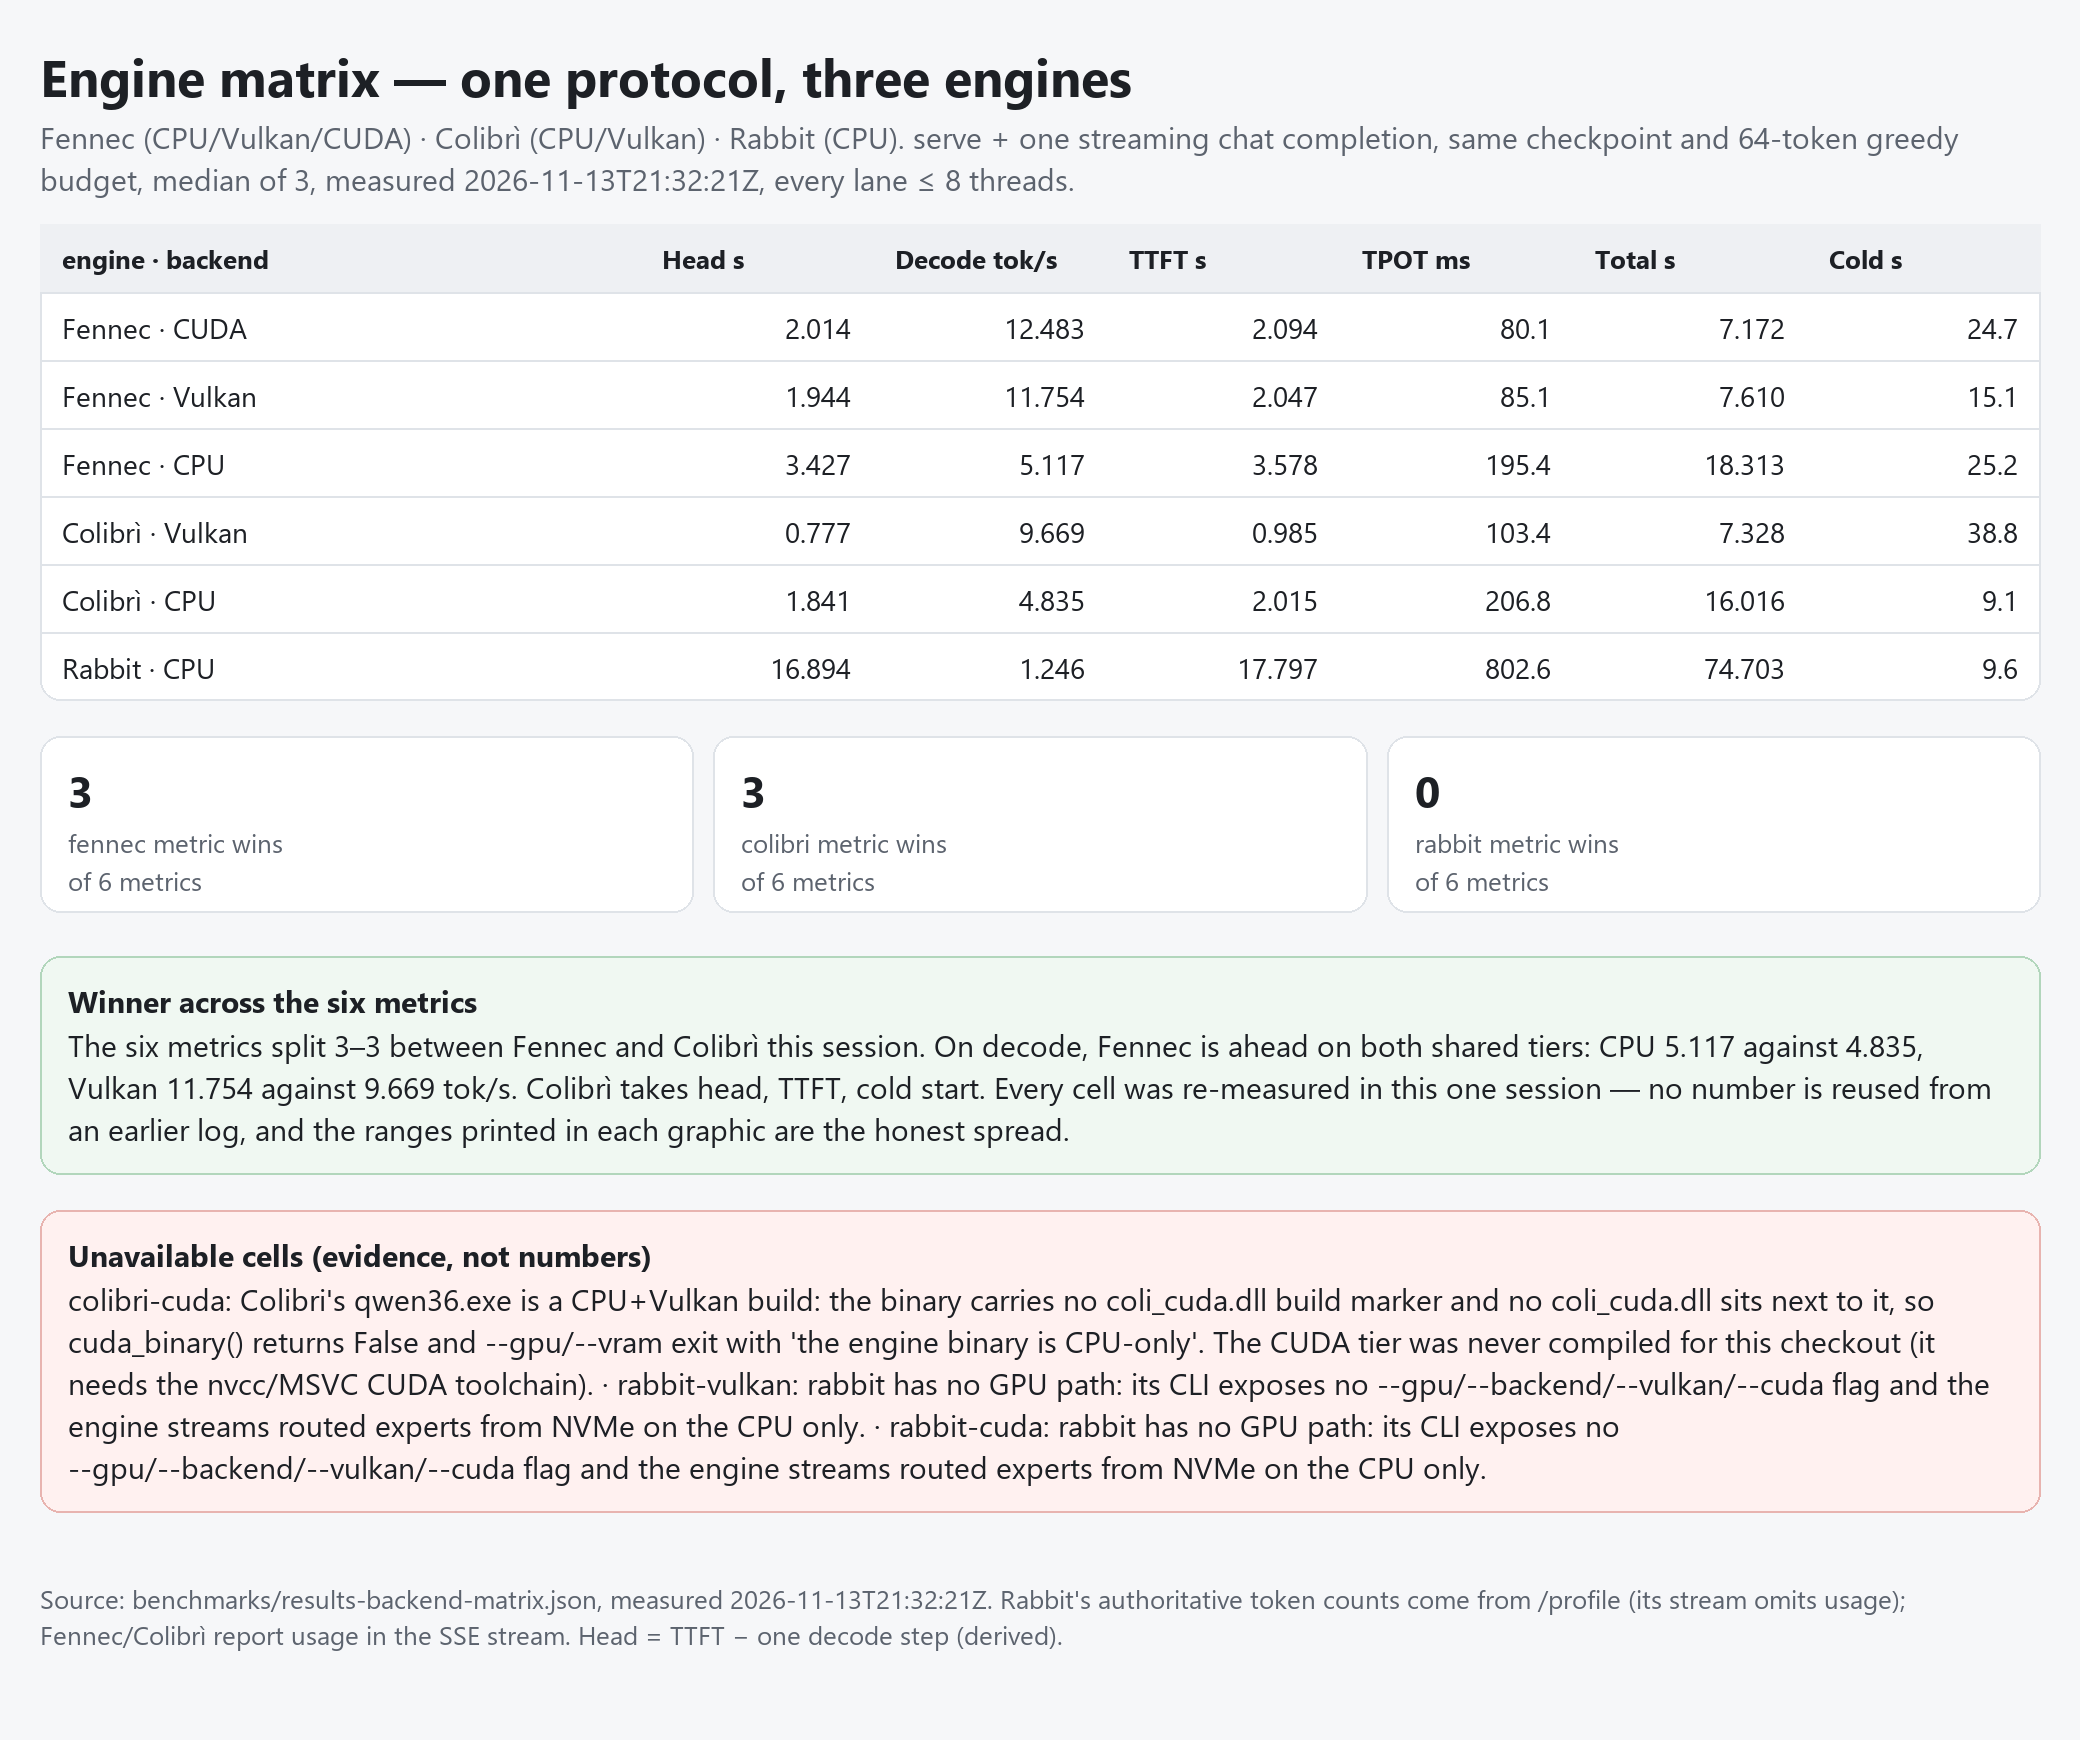 Engine matrix — one protocol, three engines
Fennec (CPU/Vulkan/CUDA) · Colibrì (CPU/Vulkan) · Rabbit (CPU). serve + one streaming chat completion, same checkpoint and 64-token greedy
budget, median of 3, measured 2026-11-13T21:32:21Z, every lane ≤ 8 threads.
engine · backend Head s Decode tok/s TTFT s TPOT ms Total s Cold s
Fennec · CUDA 2.014 12.483 2.094 80.1 7.172 24.7
Fennec · Vulkan 1.944 11.754 2.047 85.1 7.610 15.1
Fennec · CPU 3.427 5.117 3.578 195.4 18.313 25.2
Colibrì · Vulkan 0.777 9.669 0.985 103.4 7.328 38.8
Colibrì · CPU 1.841 4.835 2.015 206.8 16.016 9.1
Rabbit · CPU 16.894 1.246 17.797 802.6 74.703 9.6
3
fennec metric wins
of 6 metrics
3
colibri metric wins
of 6 metrics
0
rabbit metric wins
of 6 metrics
Winner across the six metrics
The six metrics split 3–3 between Fennec and Colibrì this session. On decode, Fennec is ahead on both shared tiers: CPU 5.117 against 4.835,
Vulkan 11.754 against 9.669 tok/s. Colibrì takes head, TTFT, cold start. Every cell was re-measured in this one session — no number is reused from
an earlier log, and the ranges printed in each graphic are the honest spread.
Unavailable cells (evidence, not numbers)
colibri-cuda: Colibri's qwen36.exe is a CPU+Vulkan build: the binary carries no coli_cuda.dll build marker and no coli_cuda.dll sits next to it, so
cuda_binary() returns False and --gpu/--vram exit with 'the engine binary is CPU-only'. The CUDA tier was never compiled for this checkout (it
needs the nvcc/MSVC CUDA toolchain). · rabbit-vulkan: rabbit has no GPU path: its CLI exposes no --gpu/--backend/--vulkan/--cuda flag and the
engine streams routed experts from NVMe on the CPU only. · rabbit-cuda: rabbit has no GPU path: its CLI exposes no
--gpu/--backend/--vulkan/--cuda flag and the engine streams routed experts from NVMe on the CPU only.
Source: benchmarks/results-backend-matrix.json, measured 2026-11-13T21:32:21Z. Rabbit's authoritative token counts come from /profile (its stream omits usage);
Fennec/Colibrì report usage in the SSE stream. Head = TTFT − one decode step (derived).